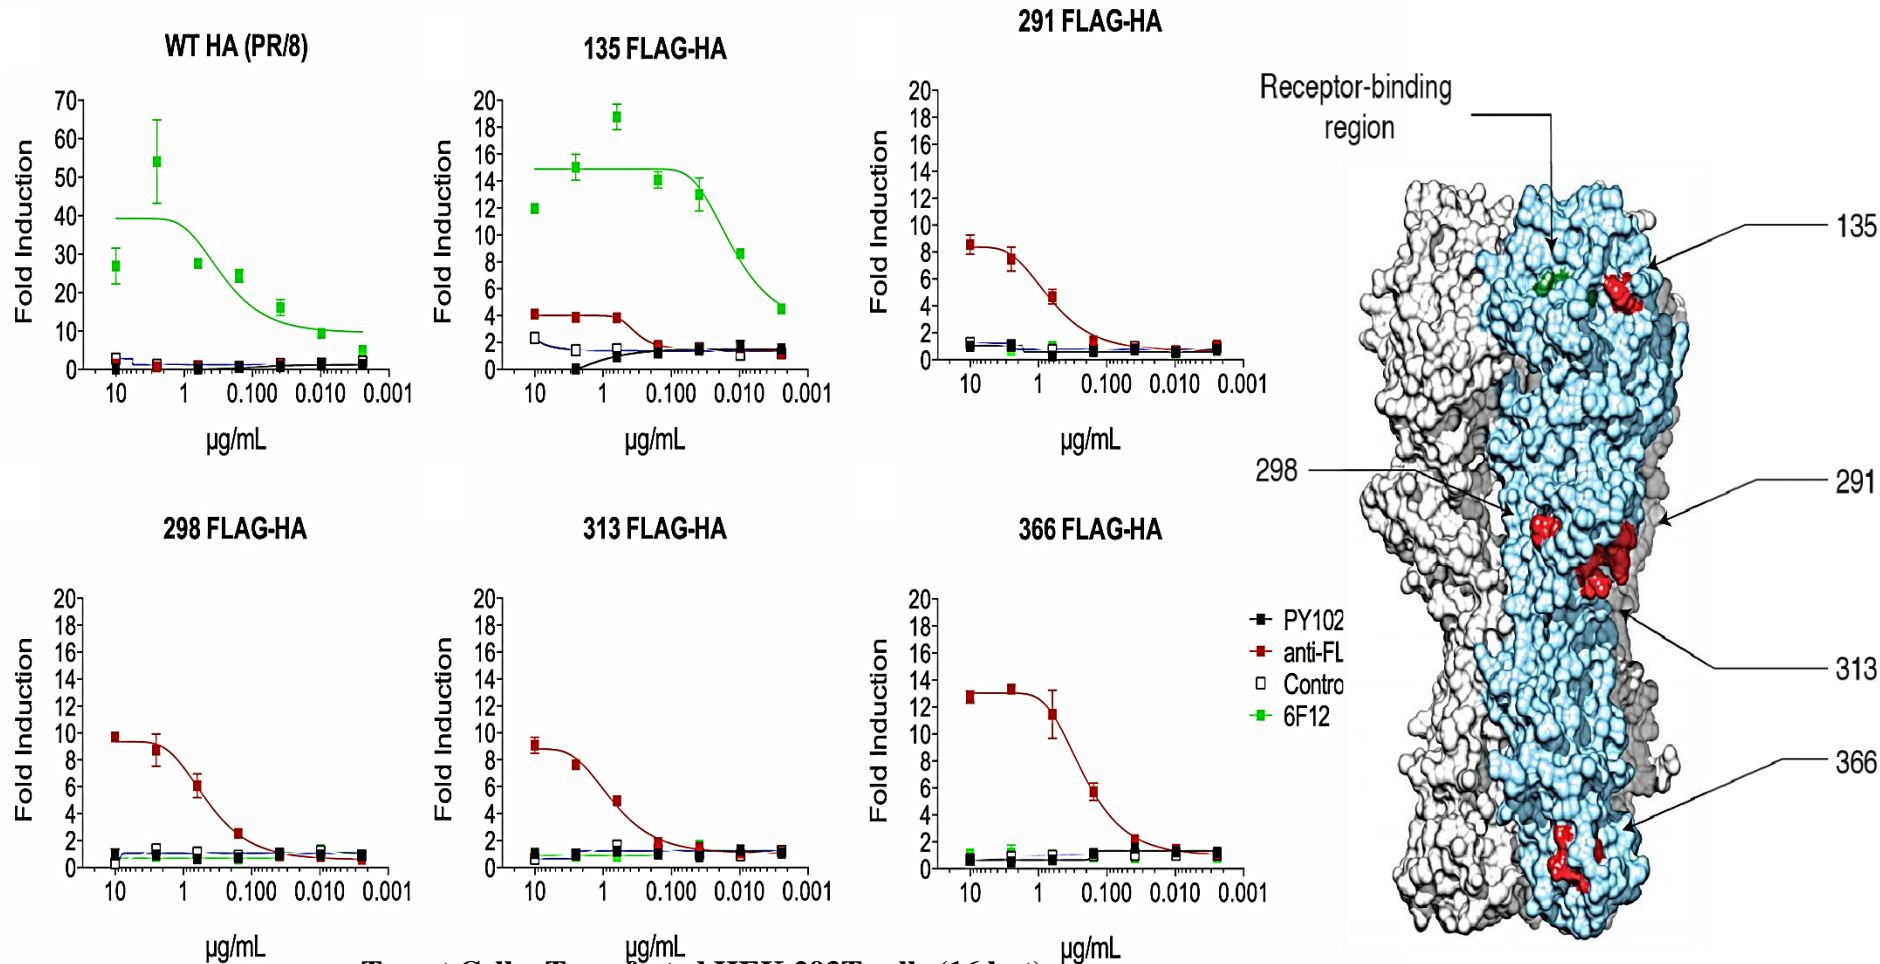 WT HA (PR/8)
Fold Induction
70
60
50
40
30
20
10
0
10 1 0.100 0.010 0.001
µg/mL
135 FLAG-HA
Fold Induction
20
18
16
14
12
10
8
6
4
2
0
10 1 0.100 0.010 0.001
µg/mL
291 FLAG-HA
Fold Induction
20
18
16
14
12
10
8
6
4
2
0
10 1 0.100 0.010 0.001
µg/mL
298 FLAG-HA
Fold Induction
20
18
16
14
12
10
8
6
4
2
0
10 1 0.100 0.010 0.001
µg/mL
313 FLAG-HA
Fold Induction
20
18
16
14
12
10
8
6
4
2
0
10 1 0.100 0.010 0.001
µg/mL
366 FLAG-HA
Fold Induction
20
18
16
14
12
10
8
6
4
2
0
10 1 0.100 0.010 0.001
µg/mL
PY102
anti-FL
Contro
6F12
Receptor-binding
region
135
298
291
313
366